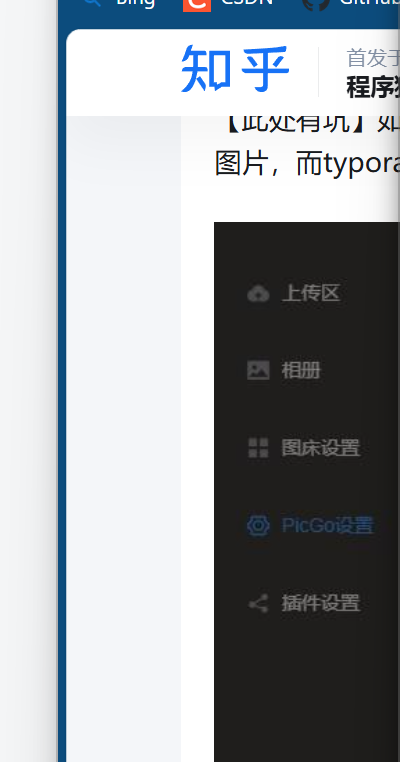 Bing CSDN GitHub
知乎
首发于
程序
【此处有坑】如
图片，而typora
上传区
相册
图床设置
PicGo设置
插件设置